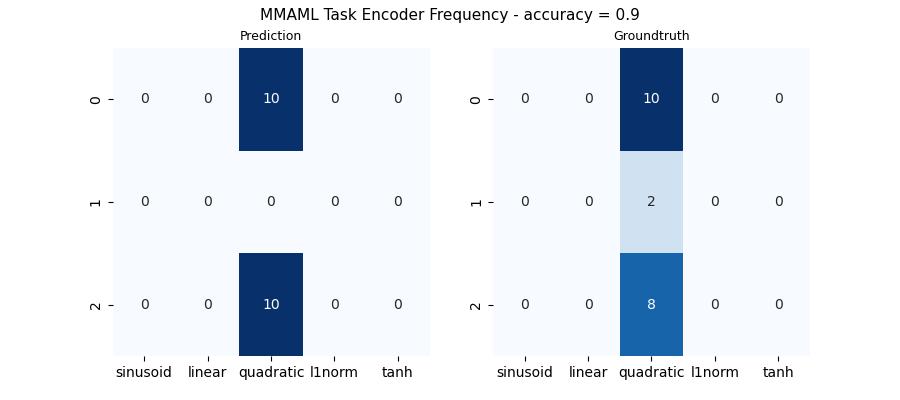 MMAML Task Encoder Frequency - accuracy = 0.9
Prediction
Groundtruth
0 0 0 10 0 0
0 0 0 10 0 0
1 0 0 0 0 0
1 0 0 2 0 0
2 0 0 10 0 0
2 0 0 8 0 0
sinusoid linear quadratic l1norm tanh
sinusoid linear quadratic l1norm tanh